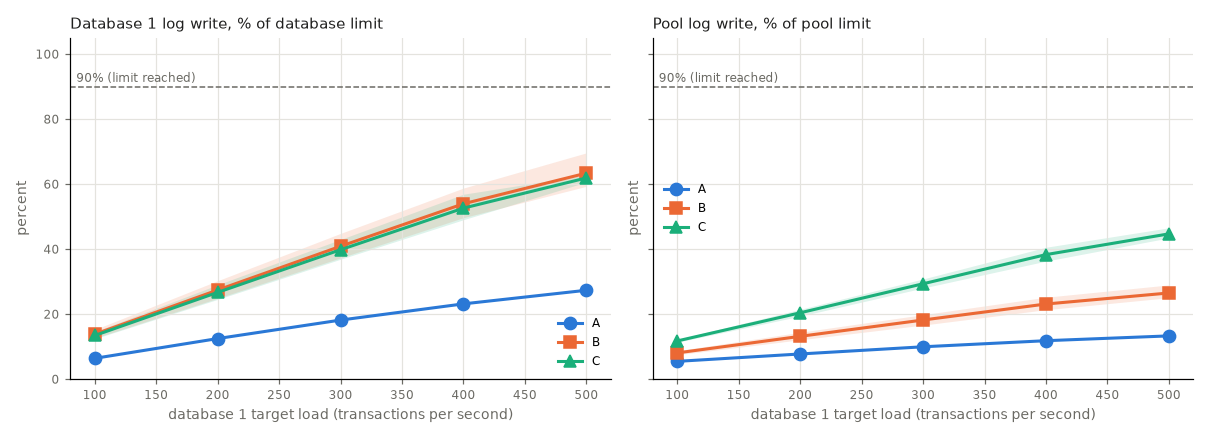 Database 1 log write, % of database limit
100
80
60
40
20
0
percent
90% (limit reached)
A
B
C
100 150 200 250 300 350 400 450 500
database 1 target load (transactions per second)
Pool log write, % of pool limit
percent
90% (limit reached)
A
B
C
100 150 200 250 300 350 400 450 500
database 1 target load (transactions per second)